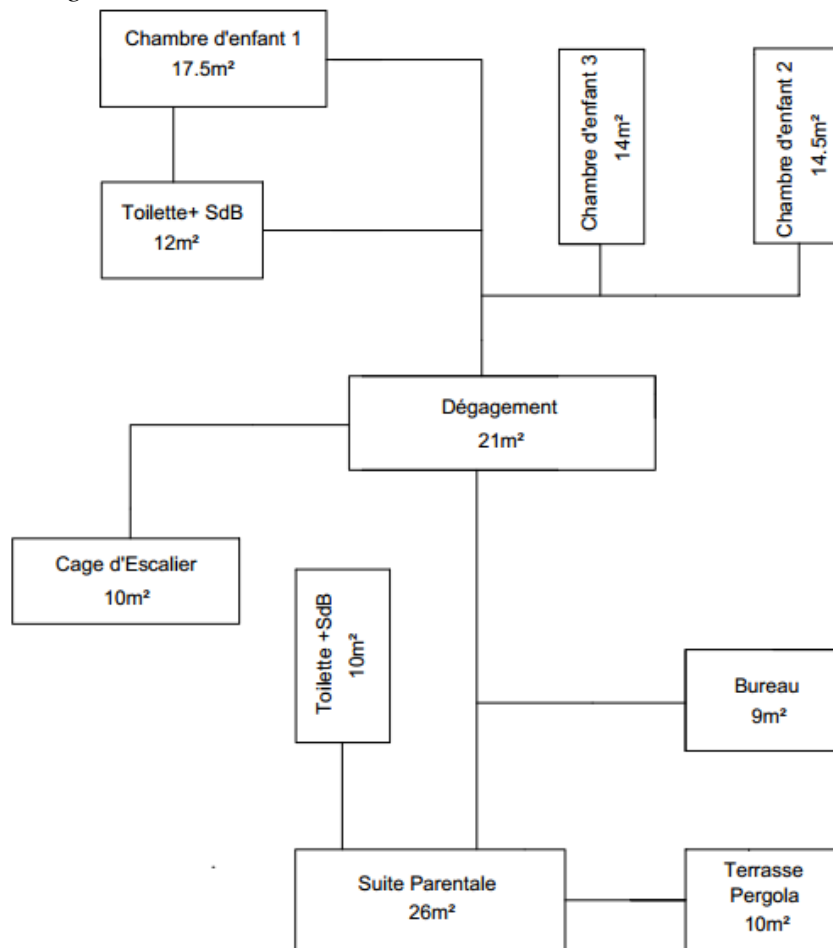 Chambre d'enfant 1
17.5m²
Chambre d'enfant 3
14m²
Chambre d'enfant 2
14.5m²
Toilette+ SdB
12m²
Dégagement
21m²
Cage d'Escalier
10m²
Toilette +SdB
10m²
Bureau
9m²
Suite Parentale
26m²
Terrasse
Pergola
10m²